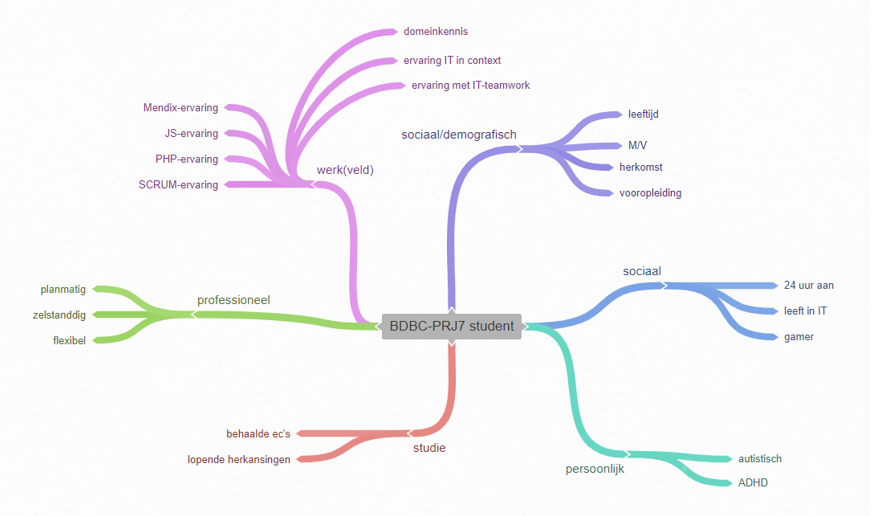 domeinkennis
ervaring IT in context
ervaring met IT-teamwork
Mendix-ervaring
JS-ervaring
PHP-ervaring
SCRUM-ervaring
werk(veld)
sociaal/demografisch
leeftijd
M/V
herkomst
vooropleiding
sociaal
24 uur aan
leeft in IT
gamer
professioneel
planmatig
zelstanddig
flexibel
BDBC-PRJ7 student
behaalde ec's
lopende herkansingen
studie
persoonlijk
autistisch
ADHD